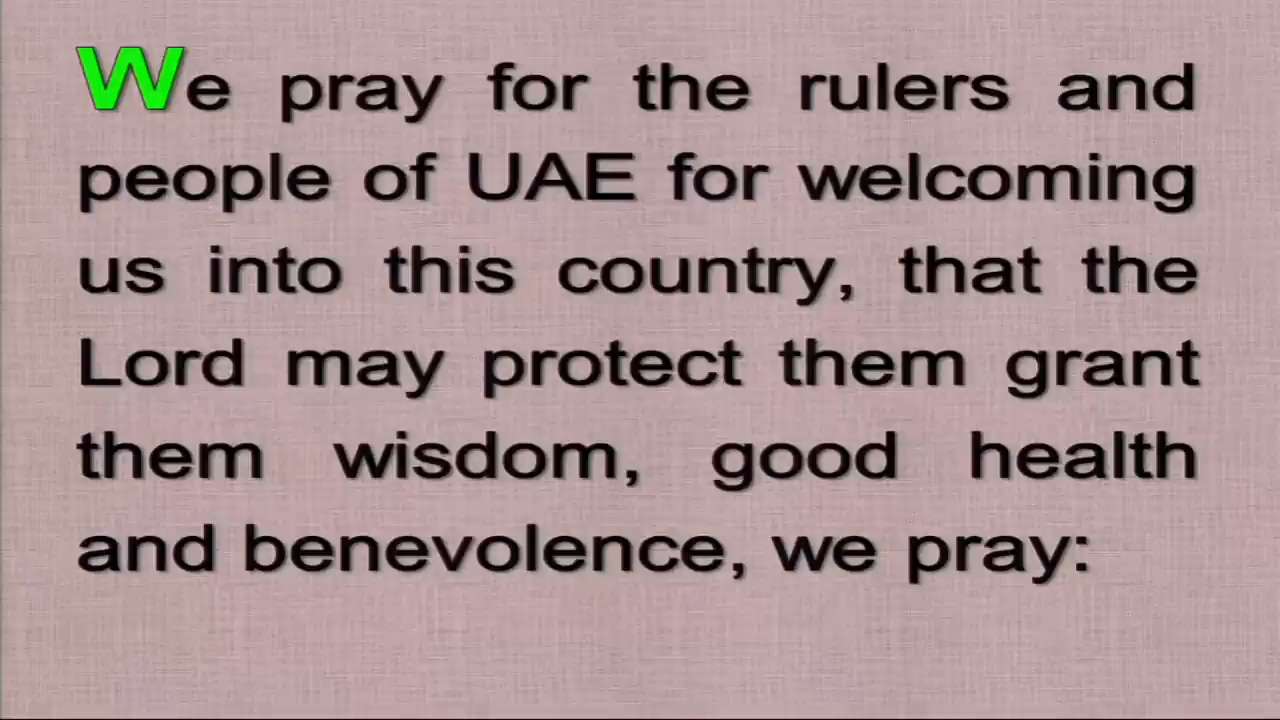 We pray for the rulers and
people of UAE for welcoming
us into this country, that the
Lord may protect them grant
them wisdom, good health
and benevolence, we pray: